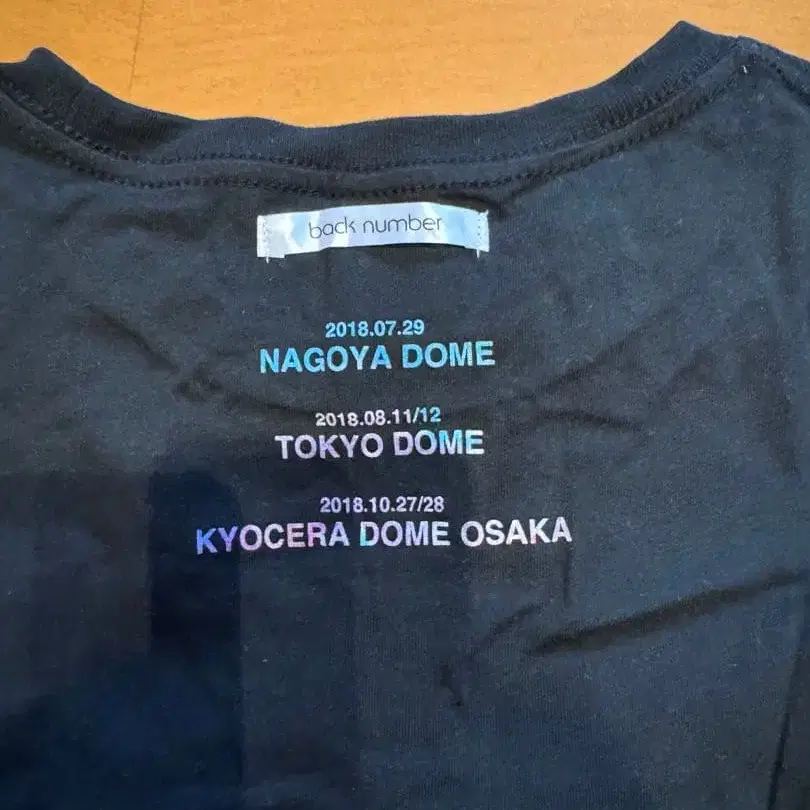 back number
2018.07.29
NAGOYA DOME
2018.08.11/12
TOKYO DOME
2018.10.27/28
KYOCERA DOME OSAKA